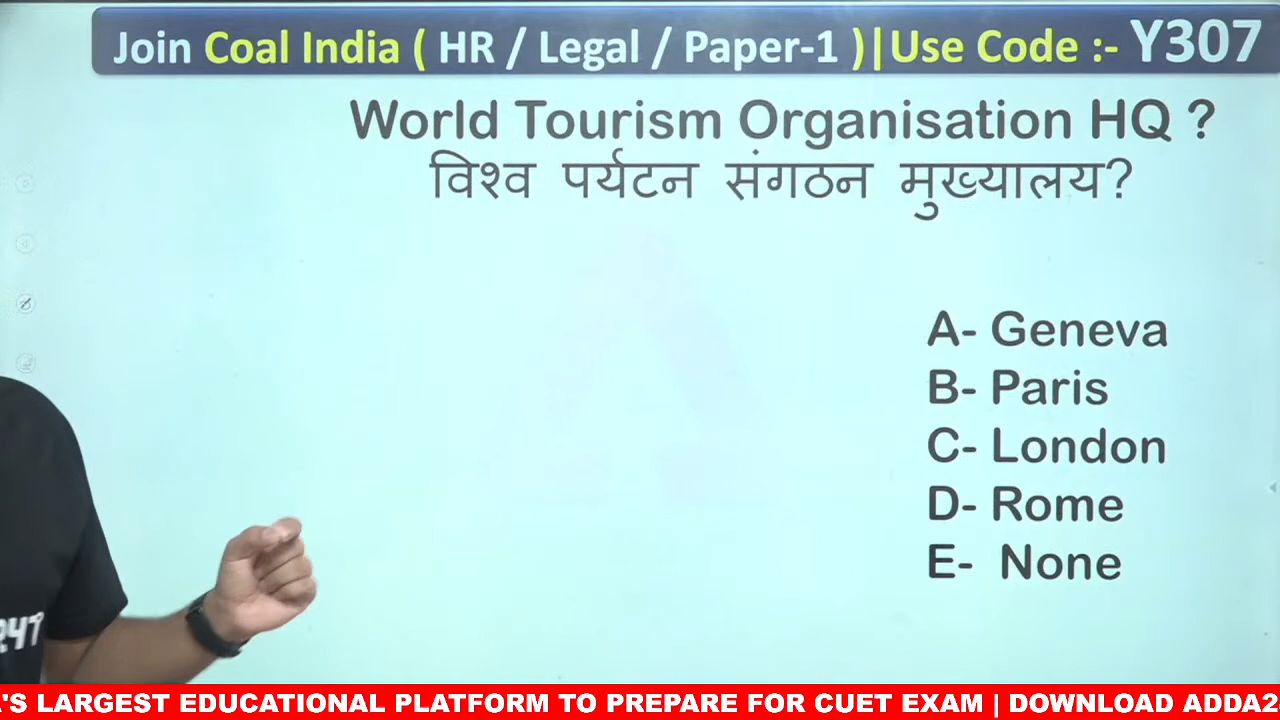 Join Coal India ( HR / Legal / Paper-1 )|Use Code :- Y307
World Tourism Organisation HQ ?
विश्व पर्यटन संगठन मुख्यालय?
A- Geneva
B- Paris
C- London
D- Rome
E- None
'S LARGEST EDUCATIONAL PLATFORM TO PREPARE FOR CUET EXAM | DOWNLOAD ADDA2